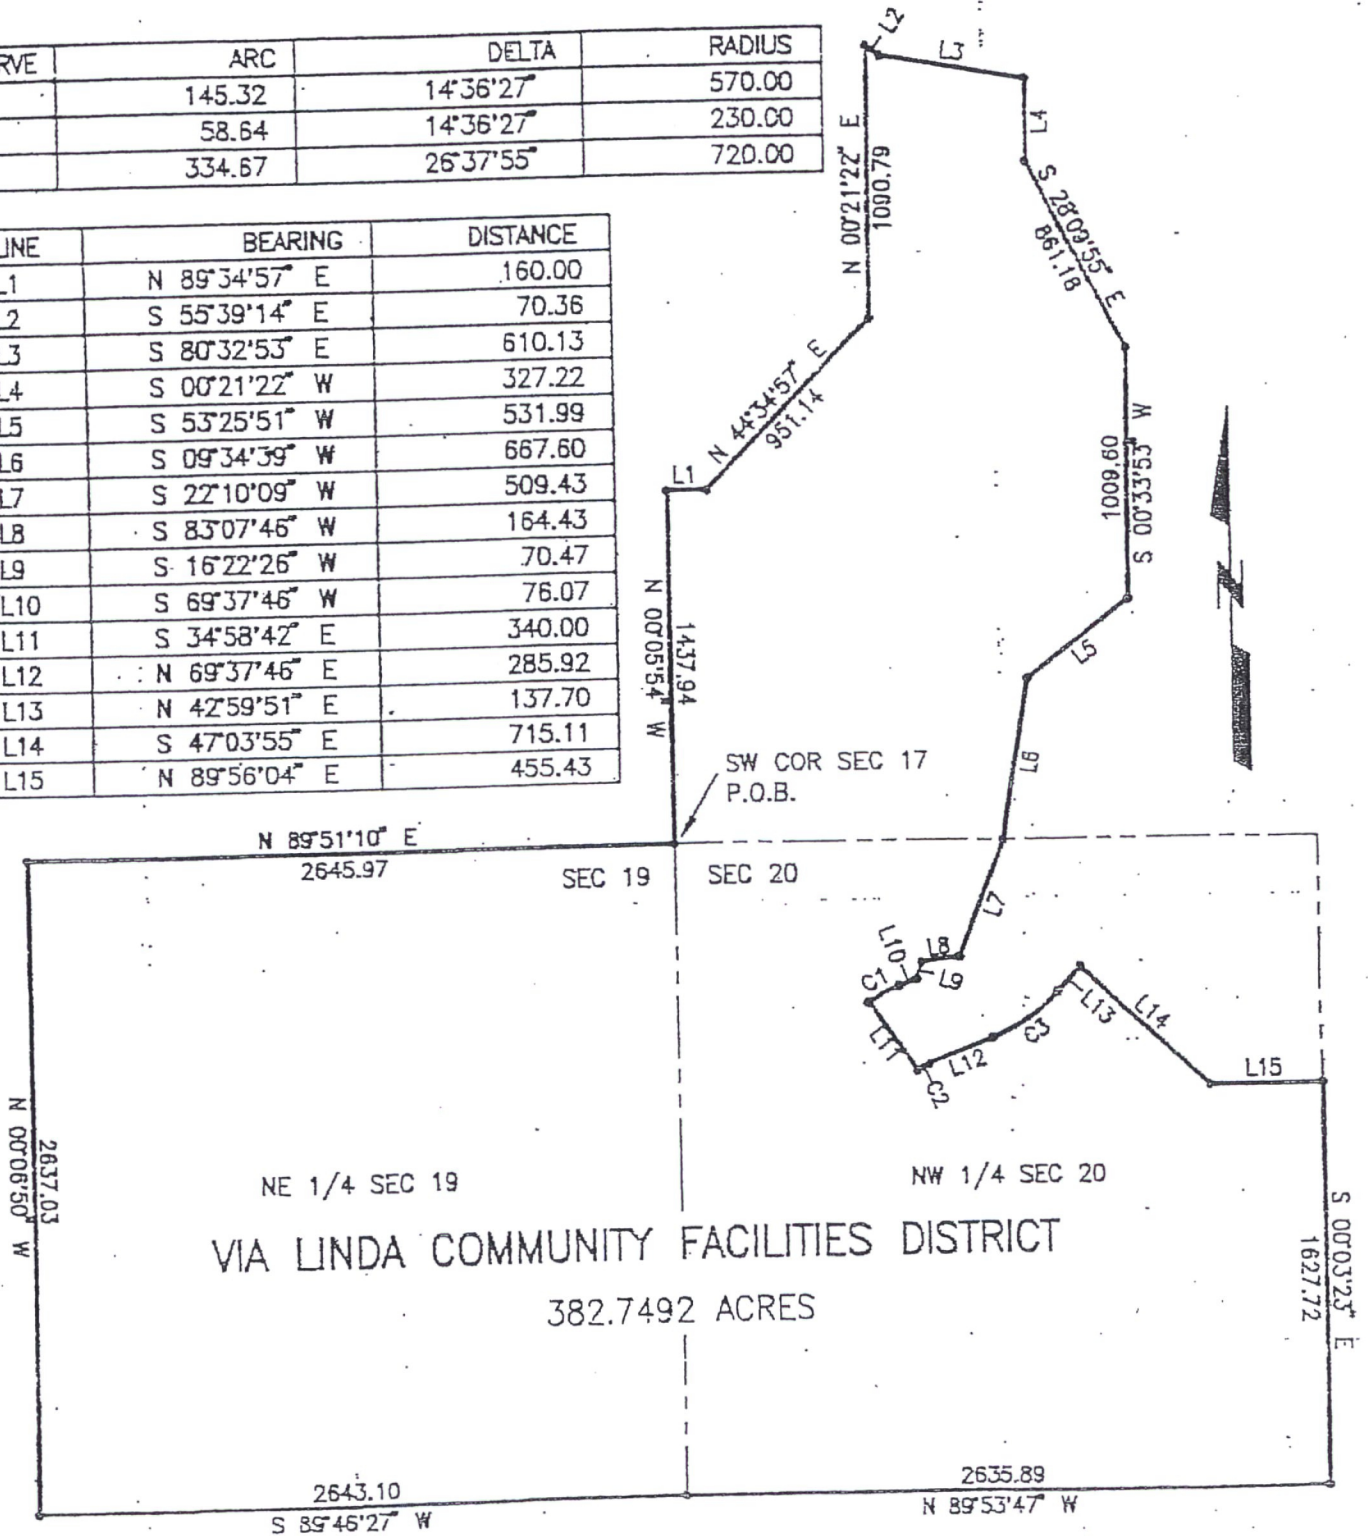 RVE ARC DELTA RADIUS
145.32 14°36'27" 570.00
58.64 14°36'27" 230.00
334.67 26°37'55" 720.00
INE BEARING DISTANCE
L1 N 89°34'57" E 160.00
L2 S 55°39'14" E 70.36
L3 S 80°32'53" E 610.13
L4 S 00°21'22" W 327.22
L5 S 53°25'51" W 531.99
L6 S 09°34'39" W 667.60
L7 S 22°10'09" W 509.43
L8 S 83°07'46" W 164.43
L9 S 16°22'26" W 70.47
L10 S 69°37'46" W 76.07
L11 S 34°58'42" E 340.00
L12 N 69°37'46" E 285.92
L13 N 42°59'51" E 137.70
L14 S 47°03'55" E 715.11
L15 N 89°56'04" E 455.43
L2
L3
L4
N 00°21'22" E
1090.79
S 28°09'55" E
861.18
N 44°34'57" E
951.14
L1
1009.60
S 00°33'53" W
N
L5
N 00°05'54" W
1437.94
L6
SW COR SEC 17
P.O.B.
N 89°51'10" E
2645.97
SEC 19
SEC 20
L7
L10
L8
L9
C1
L11
L12
C2
C3
L13
L14
L15
N 00°06'50" W
2637.03
NE 1/4 SEC 19
NW 1/4 SEC 20
S 00°03'23" E
1627.72
VIA LINDA COMMUNITY FACILITIES DISTRICT
382.7492 ACRES
2643.10
S 89°46'27" W
2635.89
N 89°53'47" W